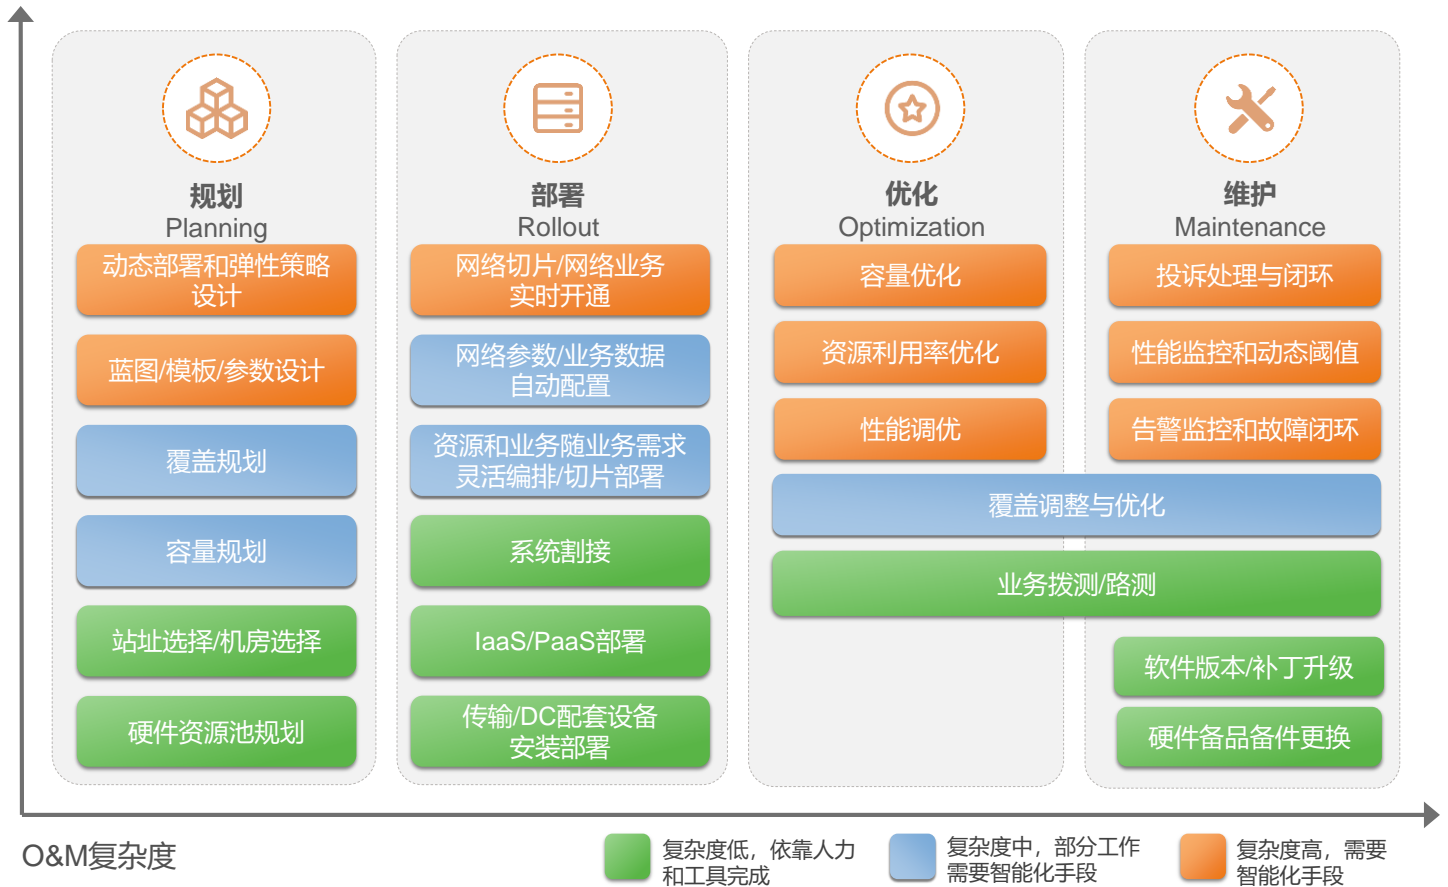 规划
Planning
动态部署和弹性策略
设计
蓝图/模板/参数设计
覆盖规划
容量规划
站址选择/机房选择
硬件资源池规划
部署
Rollout
网络切片/网络业务
实时开通
网络参数/业务数据
自动配置
资源和业务随业务需求
灵活编排/切片部署
系统割接
IaaS/PaaS部署
传输/DC配套设备
安装部署
优化
Optimization
容量优化
资源利用率优化
性能调优
维护
Maintenance
投诉处理与闭环
性能监控和动态阈值
告警监控和故障闭环
覆盖调整与优化
业务拨测/路测
软件版本/补丁升级
硬件备品备件更换
O&M复杂度
复杂度低，依靠人力
和工具完成
复杂度中，部分工作
需要智能化手段
复杂度高，需要
智能化手段